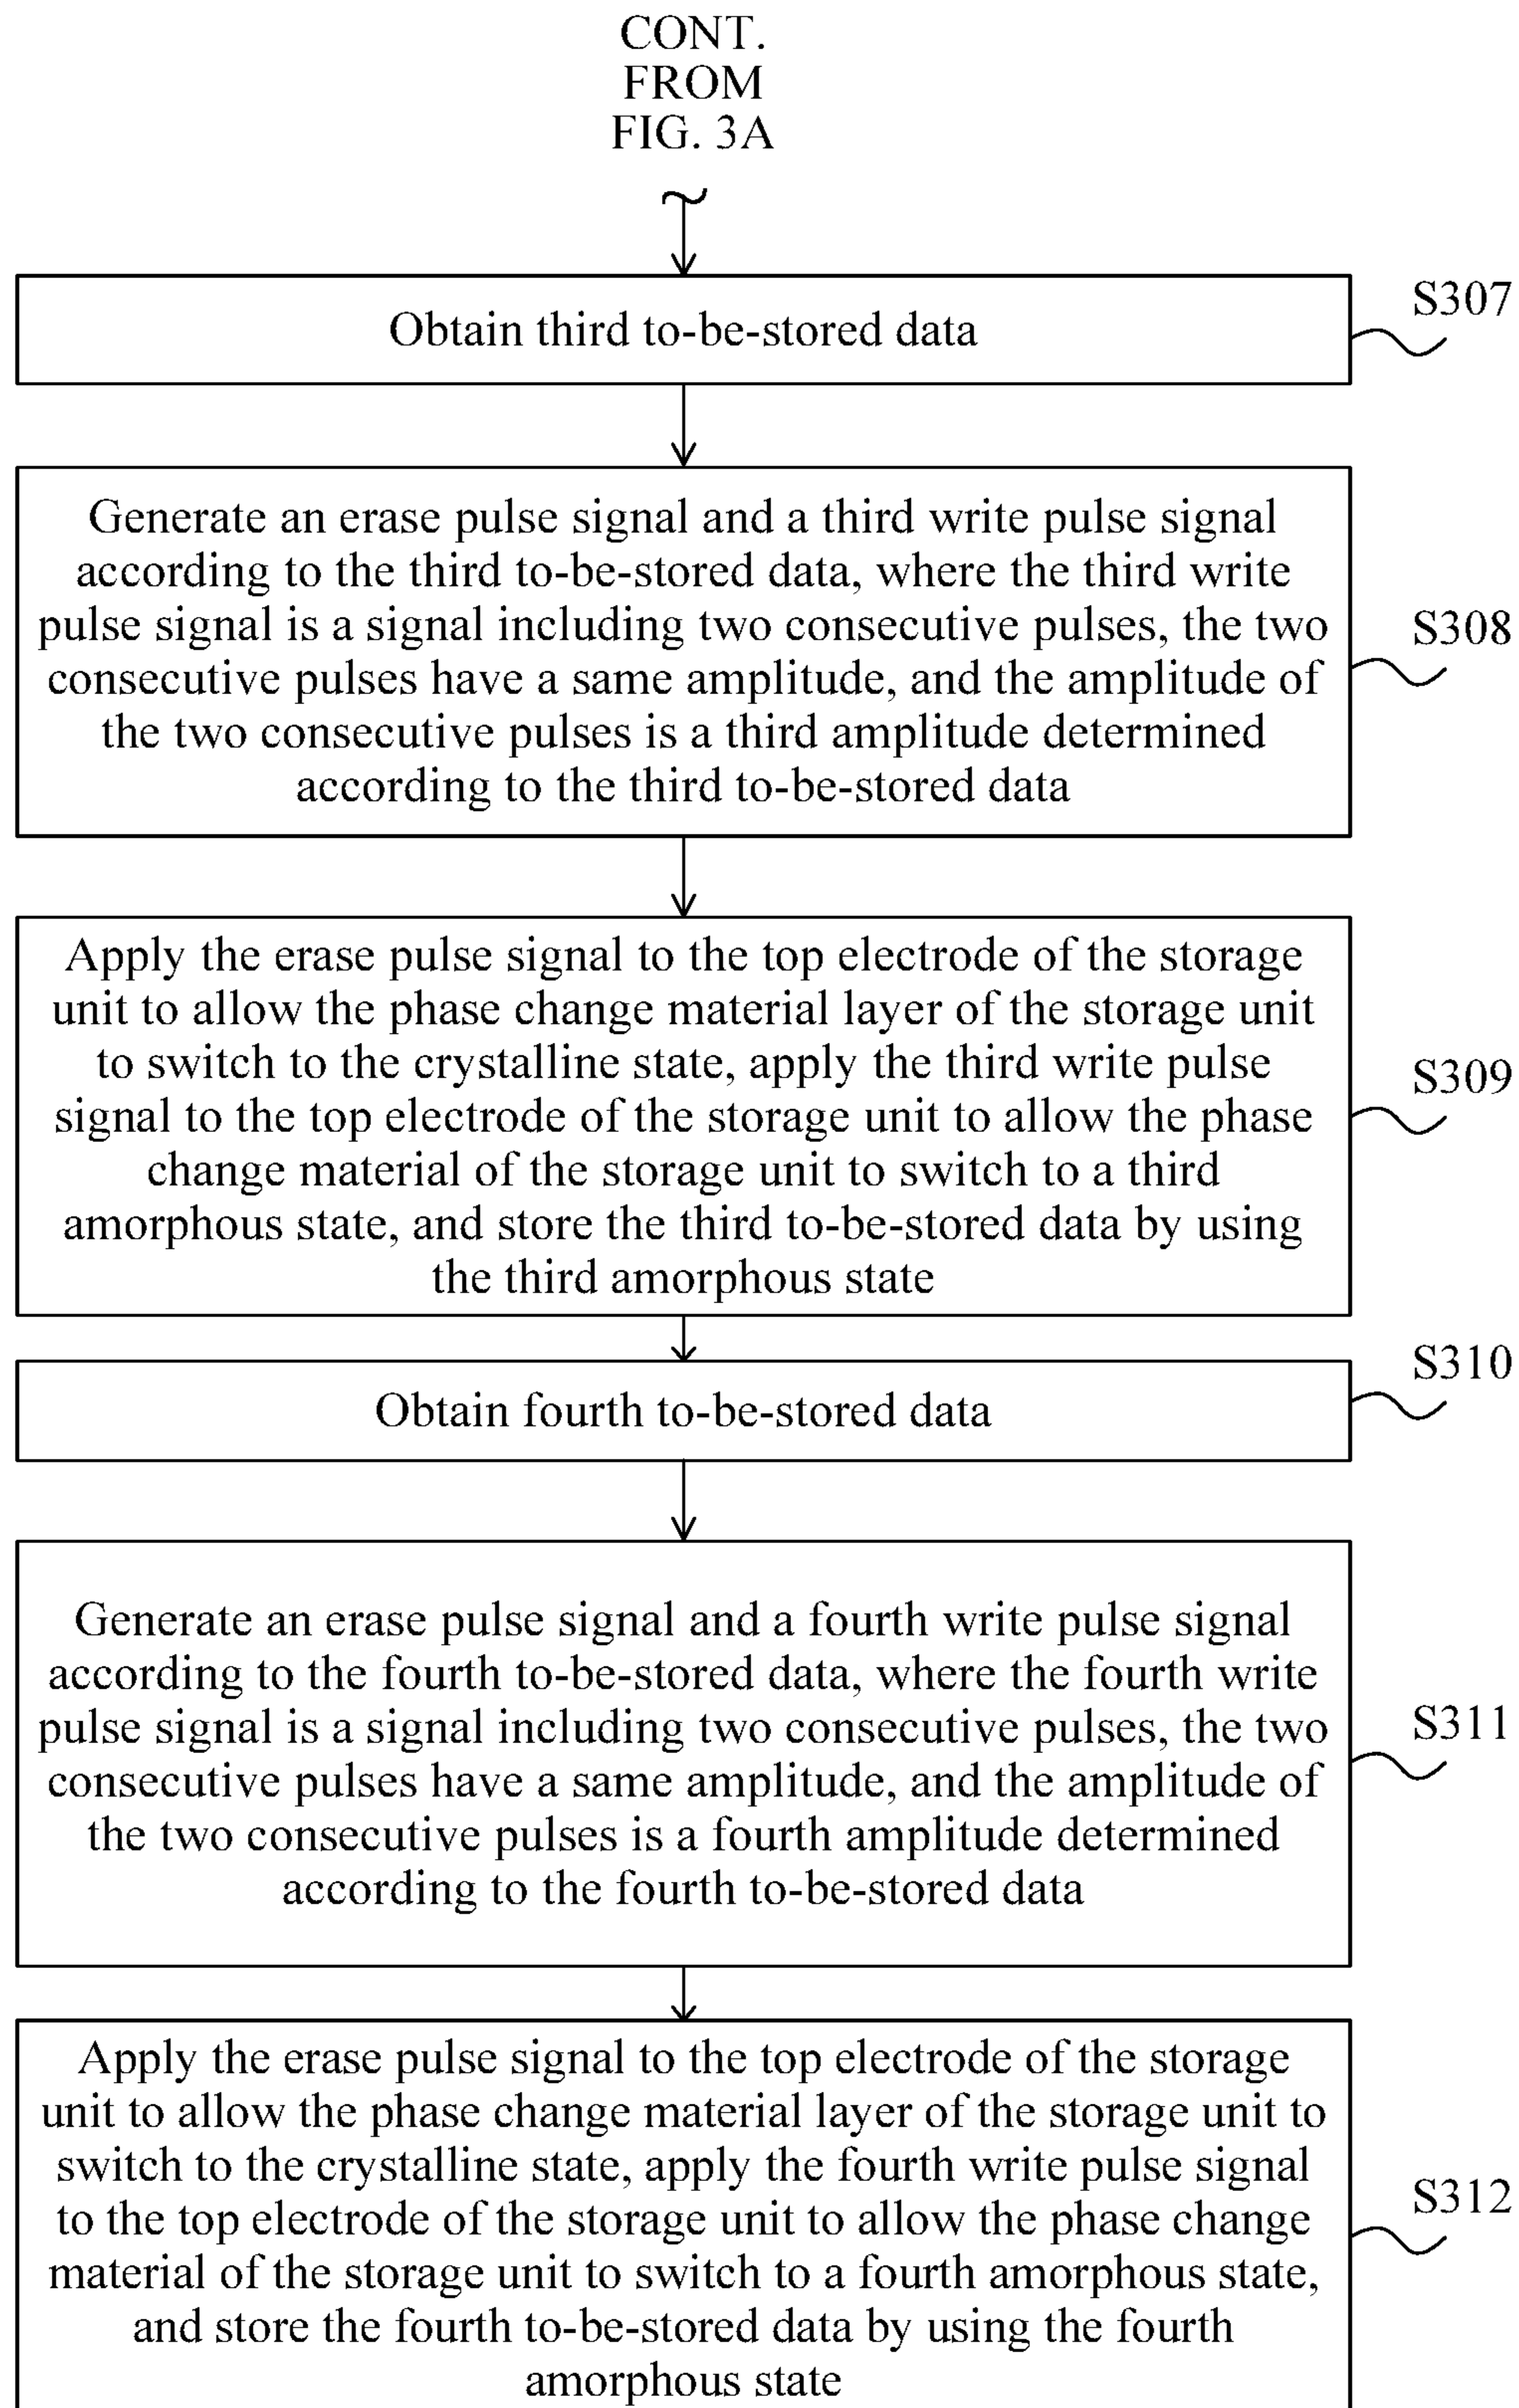 CONT.
FROM
FIG. 3A
Obtain third to-be-stored data
S307
Generate an erase pulse signal and a third write pulse signal
according to the third to-be-stored data, where the third write
pulse signal is a signal including two consecutive pulses, the two
consecutive pulses have a same amplitude, and the amplitude of
the two consecutive pulses is a third amplitude determined
according to the third to-be-stored data
S308
Apply the erase pulse signal to the top electrode of the storage
unit to allow the phase change material layer of the storage unit
to switch to the crystalline state, apply the third write pulse
signal to the top electrode of the storage unit to allow the phase
change material of the storage unit to switch to a third
amorphous state, and store the third to-be-stored data by using
the third amorphous state
S309
Obtain fourth to-be-stored data
S310
Generate an erase pulse signal and a fourth write pulse signal
according to the fourth to-be-stored data, where the fourth write
pulse signal is a signal including two consecutive pulses, the two
consecutive pulses have a same amplitude, and the amplitude of
the two consecutive pulses is a fourth amplitude determined
according to the fourth to-be-stored data
S311
Apply the erase pulse signal to the top electrode of the storage
unit to allow the phase change material layer of the storage unit to
switch to the crystalline state, apply the fourth write pulse signal
to the top electrode of the storage unit to allow the phase change
material of the storage unit to switch to a fourth amorphous state,
and store the fourth to-be-stored data by using the fourth
amorphous state
S312